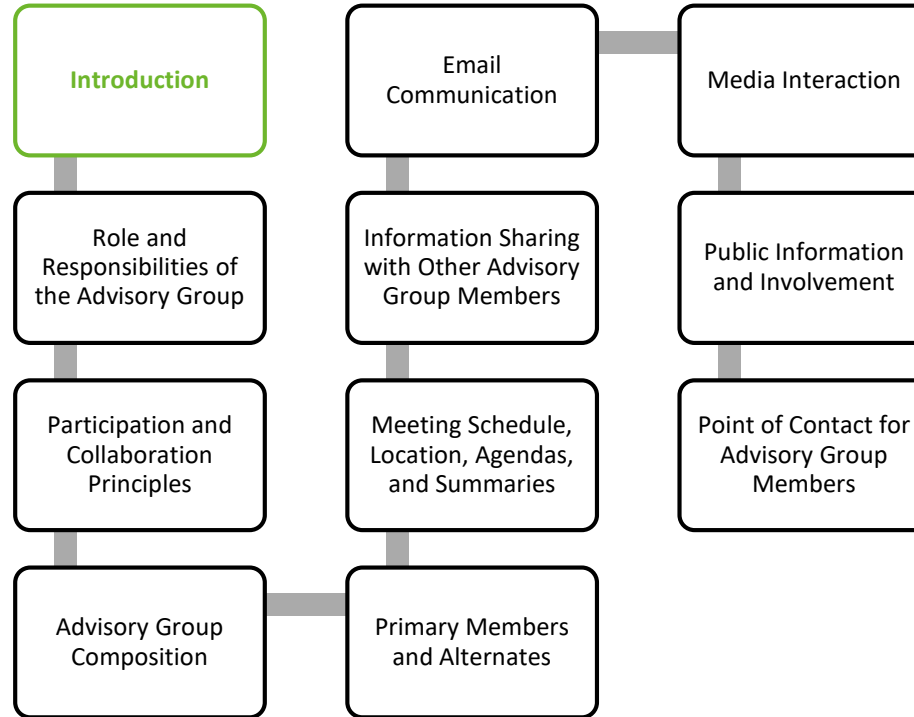 Introduction
Role and
Responsibilities of
the Advisory Group
Participation and
Collaboration
Principles
Advisory Group
Composition
Primary Members
and Alternates
Meeting Schedule,
Location, Agendas,
and Summaries
Information Sharing
with Other Advisory
Group Members
Email
Communication
Media Interaction
Public Information
and Involvement
Point of Contact for
Advisory Group
Members